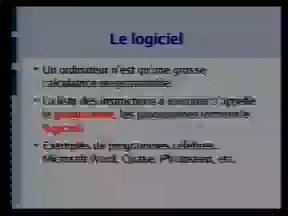 Le logiciel
• Un ordinateur n'est qu'une grosse
calculatrice
• La liste des instructions à exécuter s'appelle
le programme, les programmes forment le
logiciel
• Exemples de programmes célèbres:
Microsoft Word, Quake, Photoshop, etc.